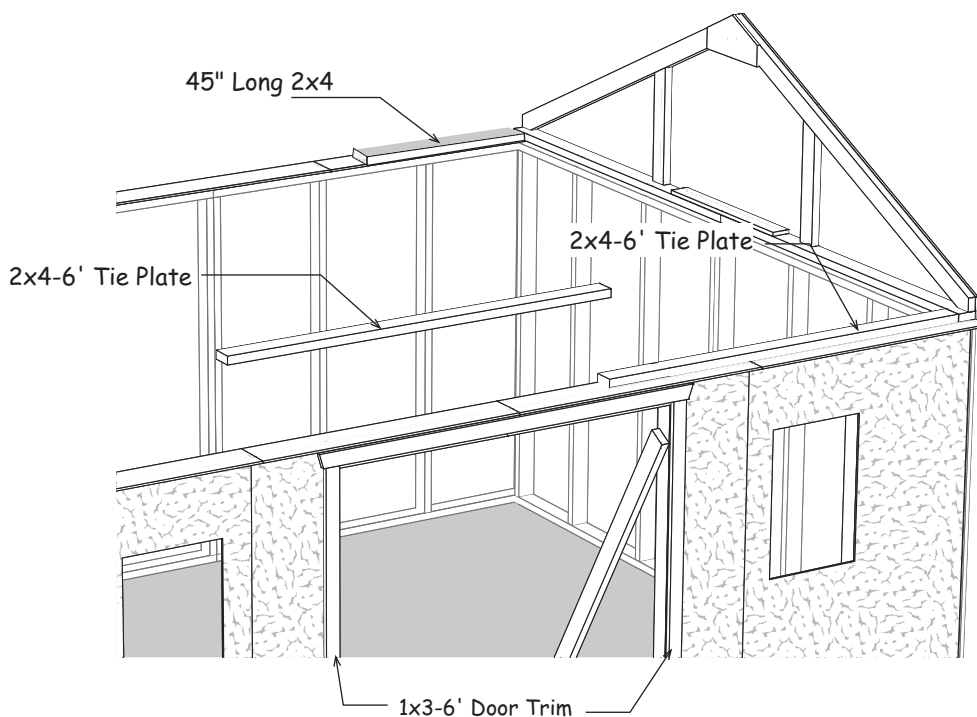 45" Long 2x4
2x4-6' Tie Plate
2x4-6' Tie Plate
1x3-6' Door Trim